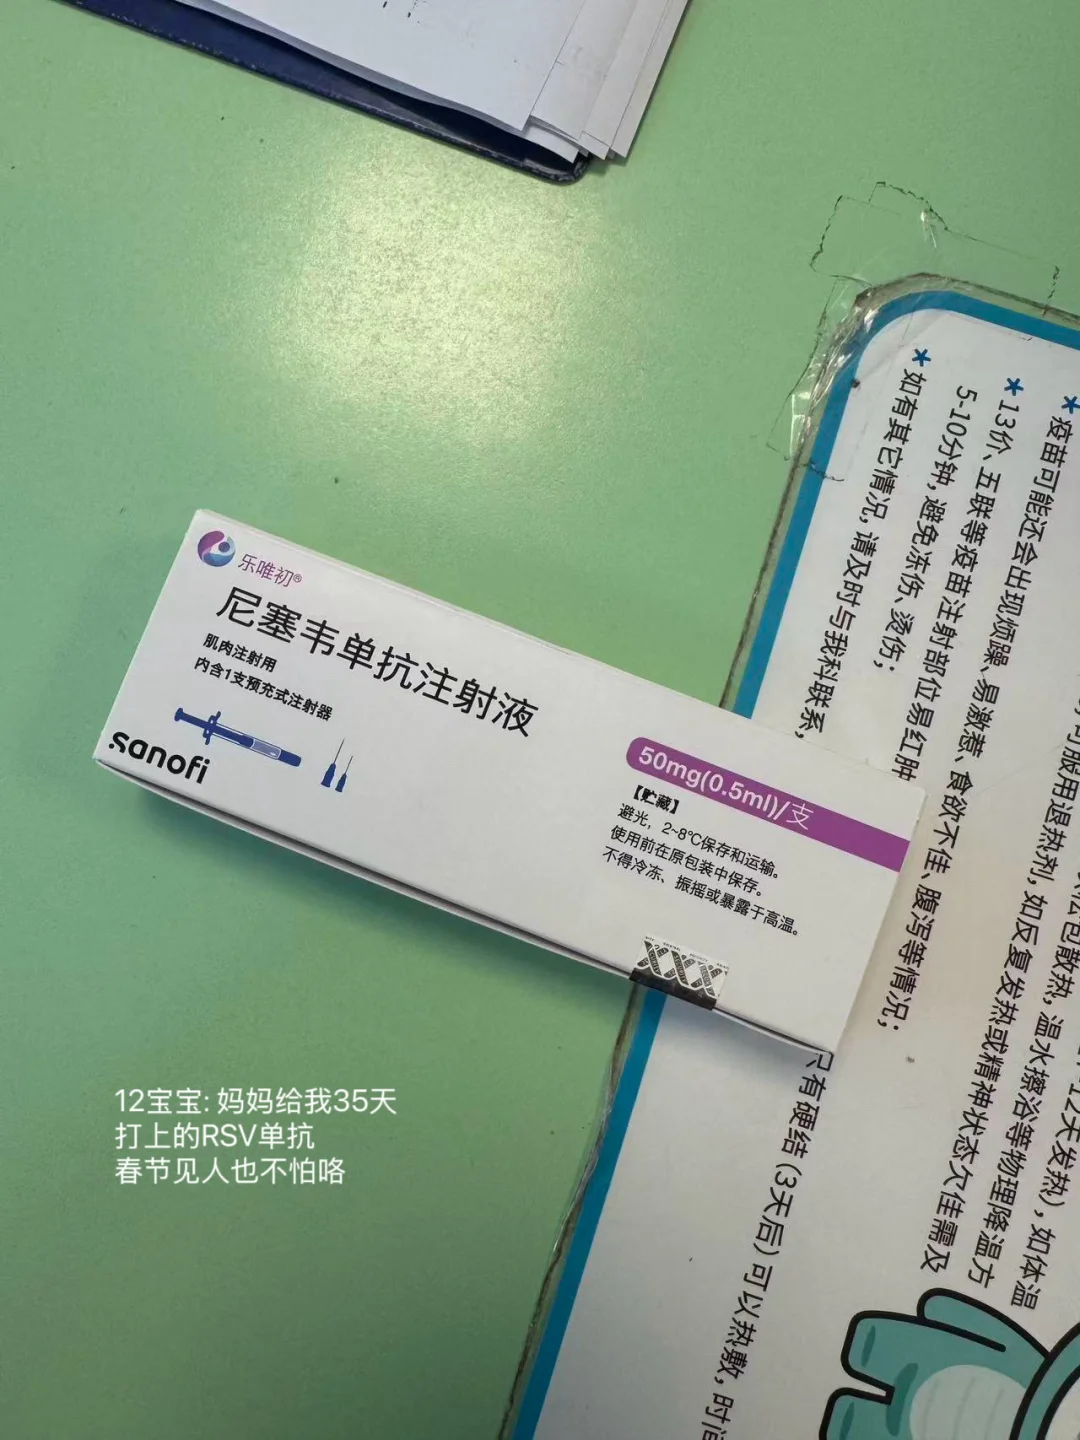 乐唯初®
尼塞韦单抗注射液
肌肉注射用
内含1支预充式注射器
sanofi
50mg(0.5ml)/支
【贮藏】
避光，2~8℃保存和运输。
使用前在原包装中保存。
不得冷冻、振摇或暴露于高温。
12宝宝: 妈妈给我35天
打上的RSV单抗
春节见人也不怕咯
*疫苗可能还会出现烦躁、易激惹、食欲不佳、腹泻等情况；
*13价、五联等疫苗注射部位易红肿
5-10分钟，避免冻伤、烫伤；
*如有其它情况，请及时与我科联系，
可服用退热剂，如反复发热或精神状态欠佳需及
包散热，温水擦浴等物理降温方
天发热)，如体温
只有硬结(3天后)可以热敷，时间